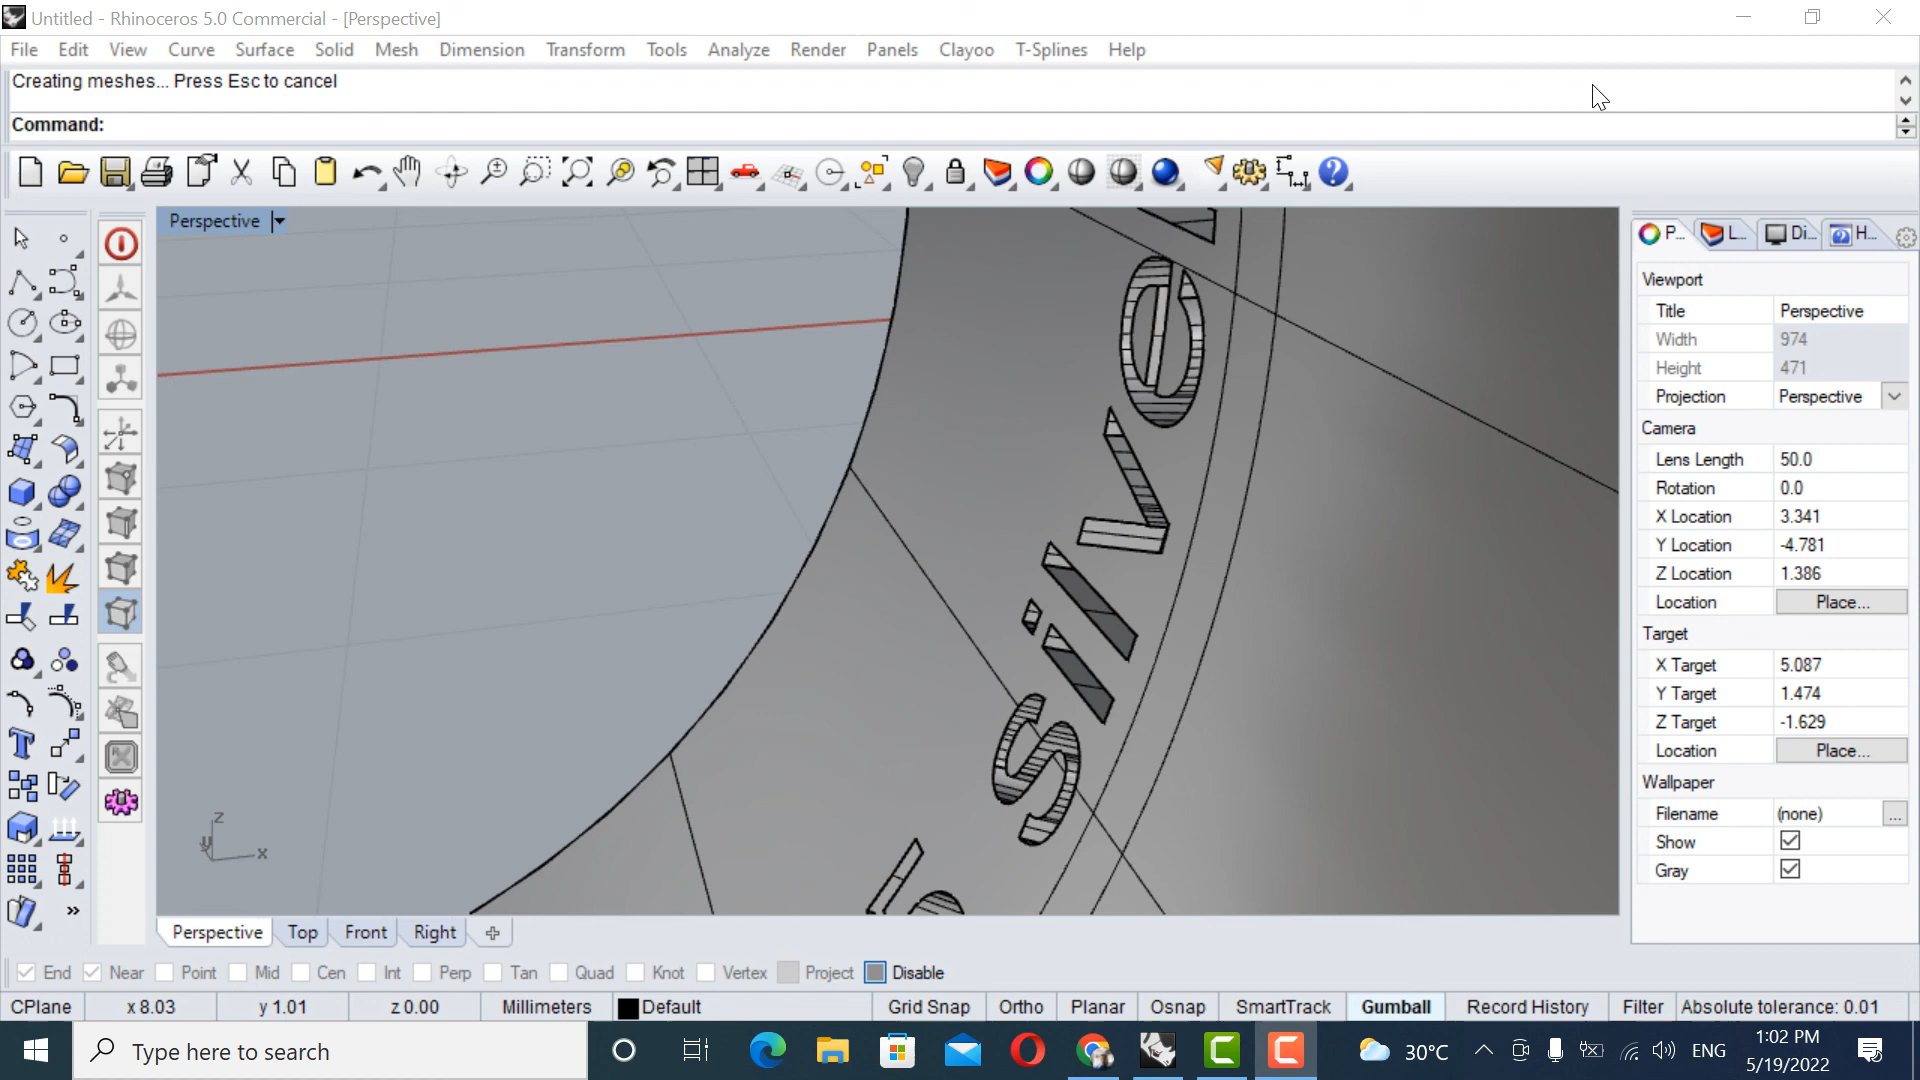 Untitled - Rhinoceros 5.0 Commercial - [Perspective]
File Edit View Curve Surface Solid Mesh Dimension Transform Tools Analyze Render Panels Clayoo T-Splines Help
Creating meshes... Press Esc to cancel
Command:
Perspective
P... L... Di... H...
Viewport
Title Perspective
Width 974
Height 471
Projection Perspective
Camera
Lens Length 50.0
Rotation 0.0
X Location 3.341
Y Location -4.781
Z Location 1.386
Location Place...
Target
X Target 5.087
Y Target 1.474
Z Target -1.629
Location Place...
Wallpaper
Filename (none) ...
Show
Gray
silve
z
y
x
Perspective Top Front Right
End Near Point Mid Cen Int Perp Tan Quad Knot Vertex Project Disable
CPlane x 8.03 y 1.01 z 0.00 Millimeters Default Grid Snap Ortho Planar Osnap SmartTrack Gumball Record History Filter Absolute tolerance: 0.01
Type here to search
30°C
ENG
1:02 PM
5/19/2022